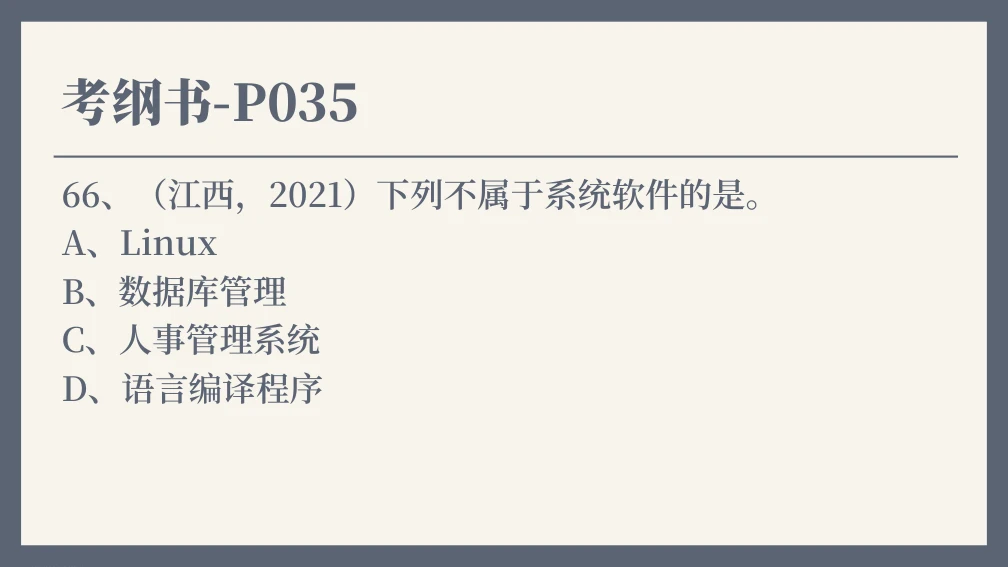 考纲书-P035
66、（江西，2021）下列不属于系统软件的是。
A、Linux
B、数据库管理
C、人事管理系统
D、语言编译程序